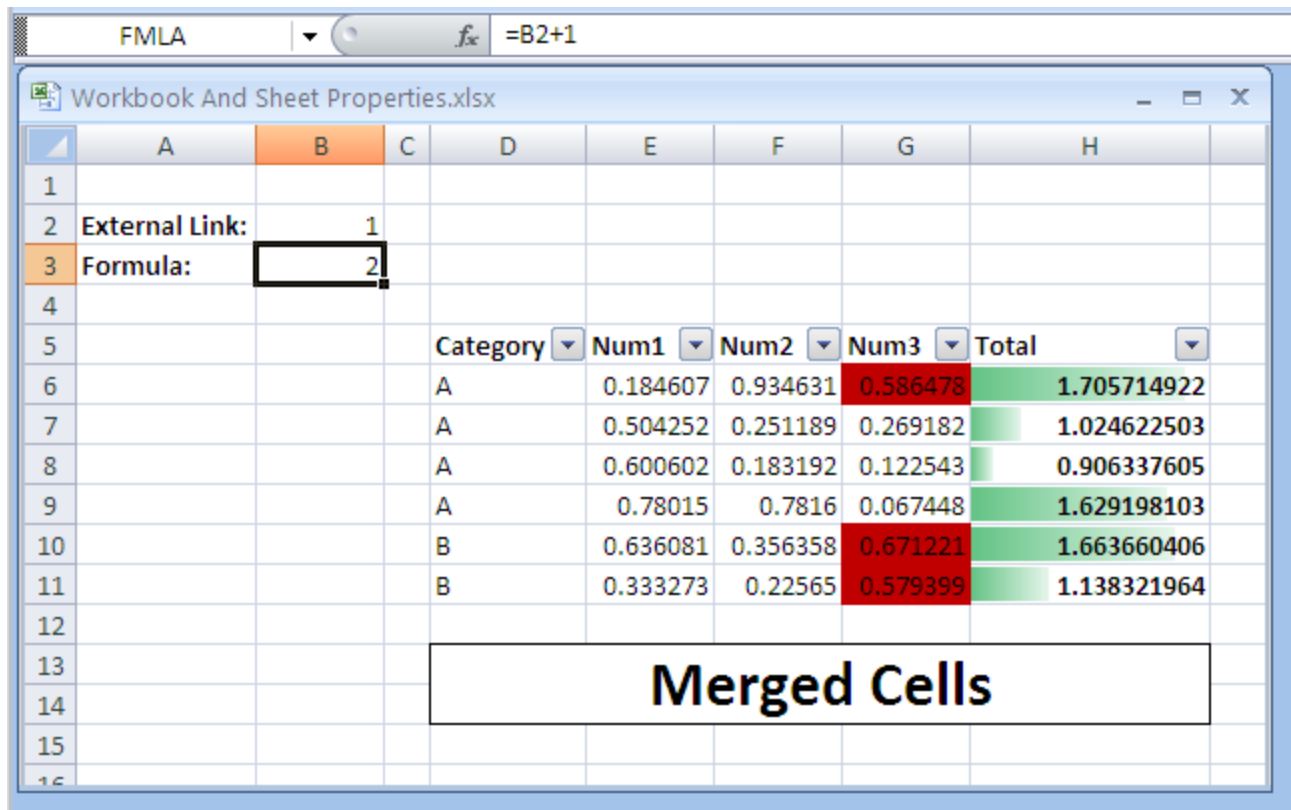 FMLA fx =B2+1
Workbook And Sheet Properties.xlsx
A B C D E F G H
1
2 External Link: 1
3 Formula: 2
4
5 Category Num1 Num2 Num3 Total
6 A 0.184607 0.934631 0.586478 1.705714922
7 A 0.504252 0.251189 0.269182 1.024622503
8 A 0.600602 0.183192 0.122543 0.906337605
9 A 0.78015 0.7816 0.067448 1.629198103
10 B 0.636081 0.356358 0.671221 1.663660406
11 B 0.333273 0.22565 0.579399 1.138321964
12
13
Merged Cells
14
15
16